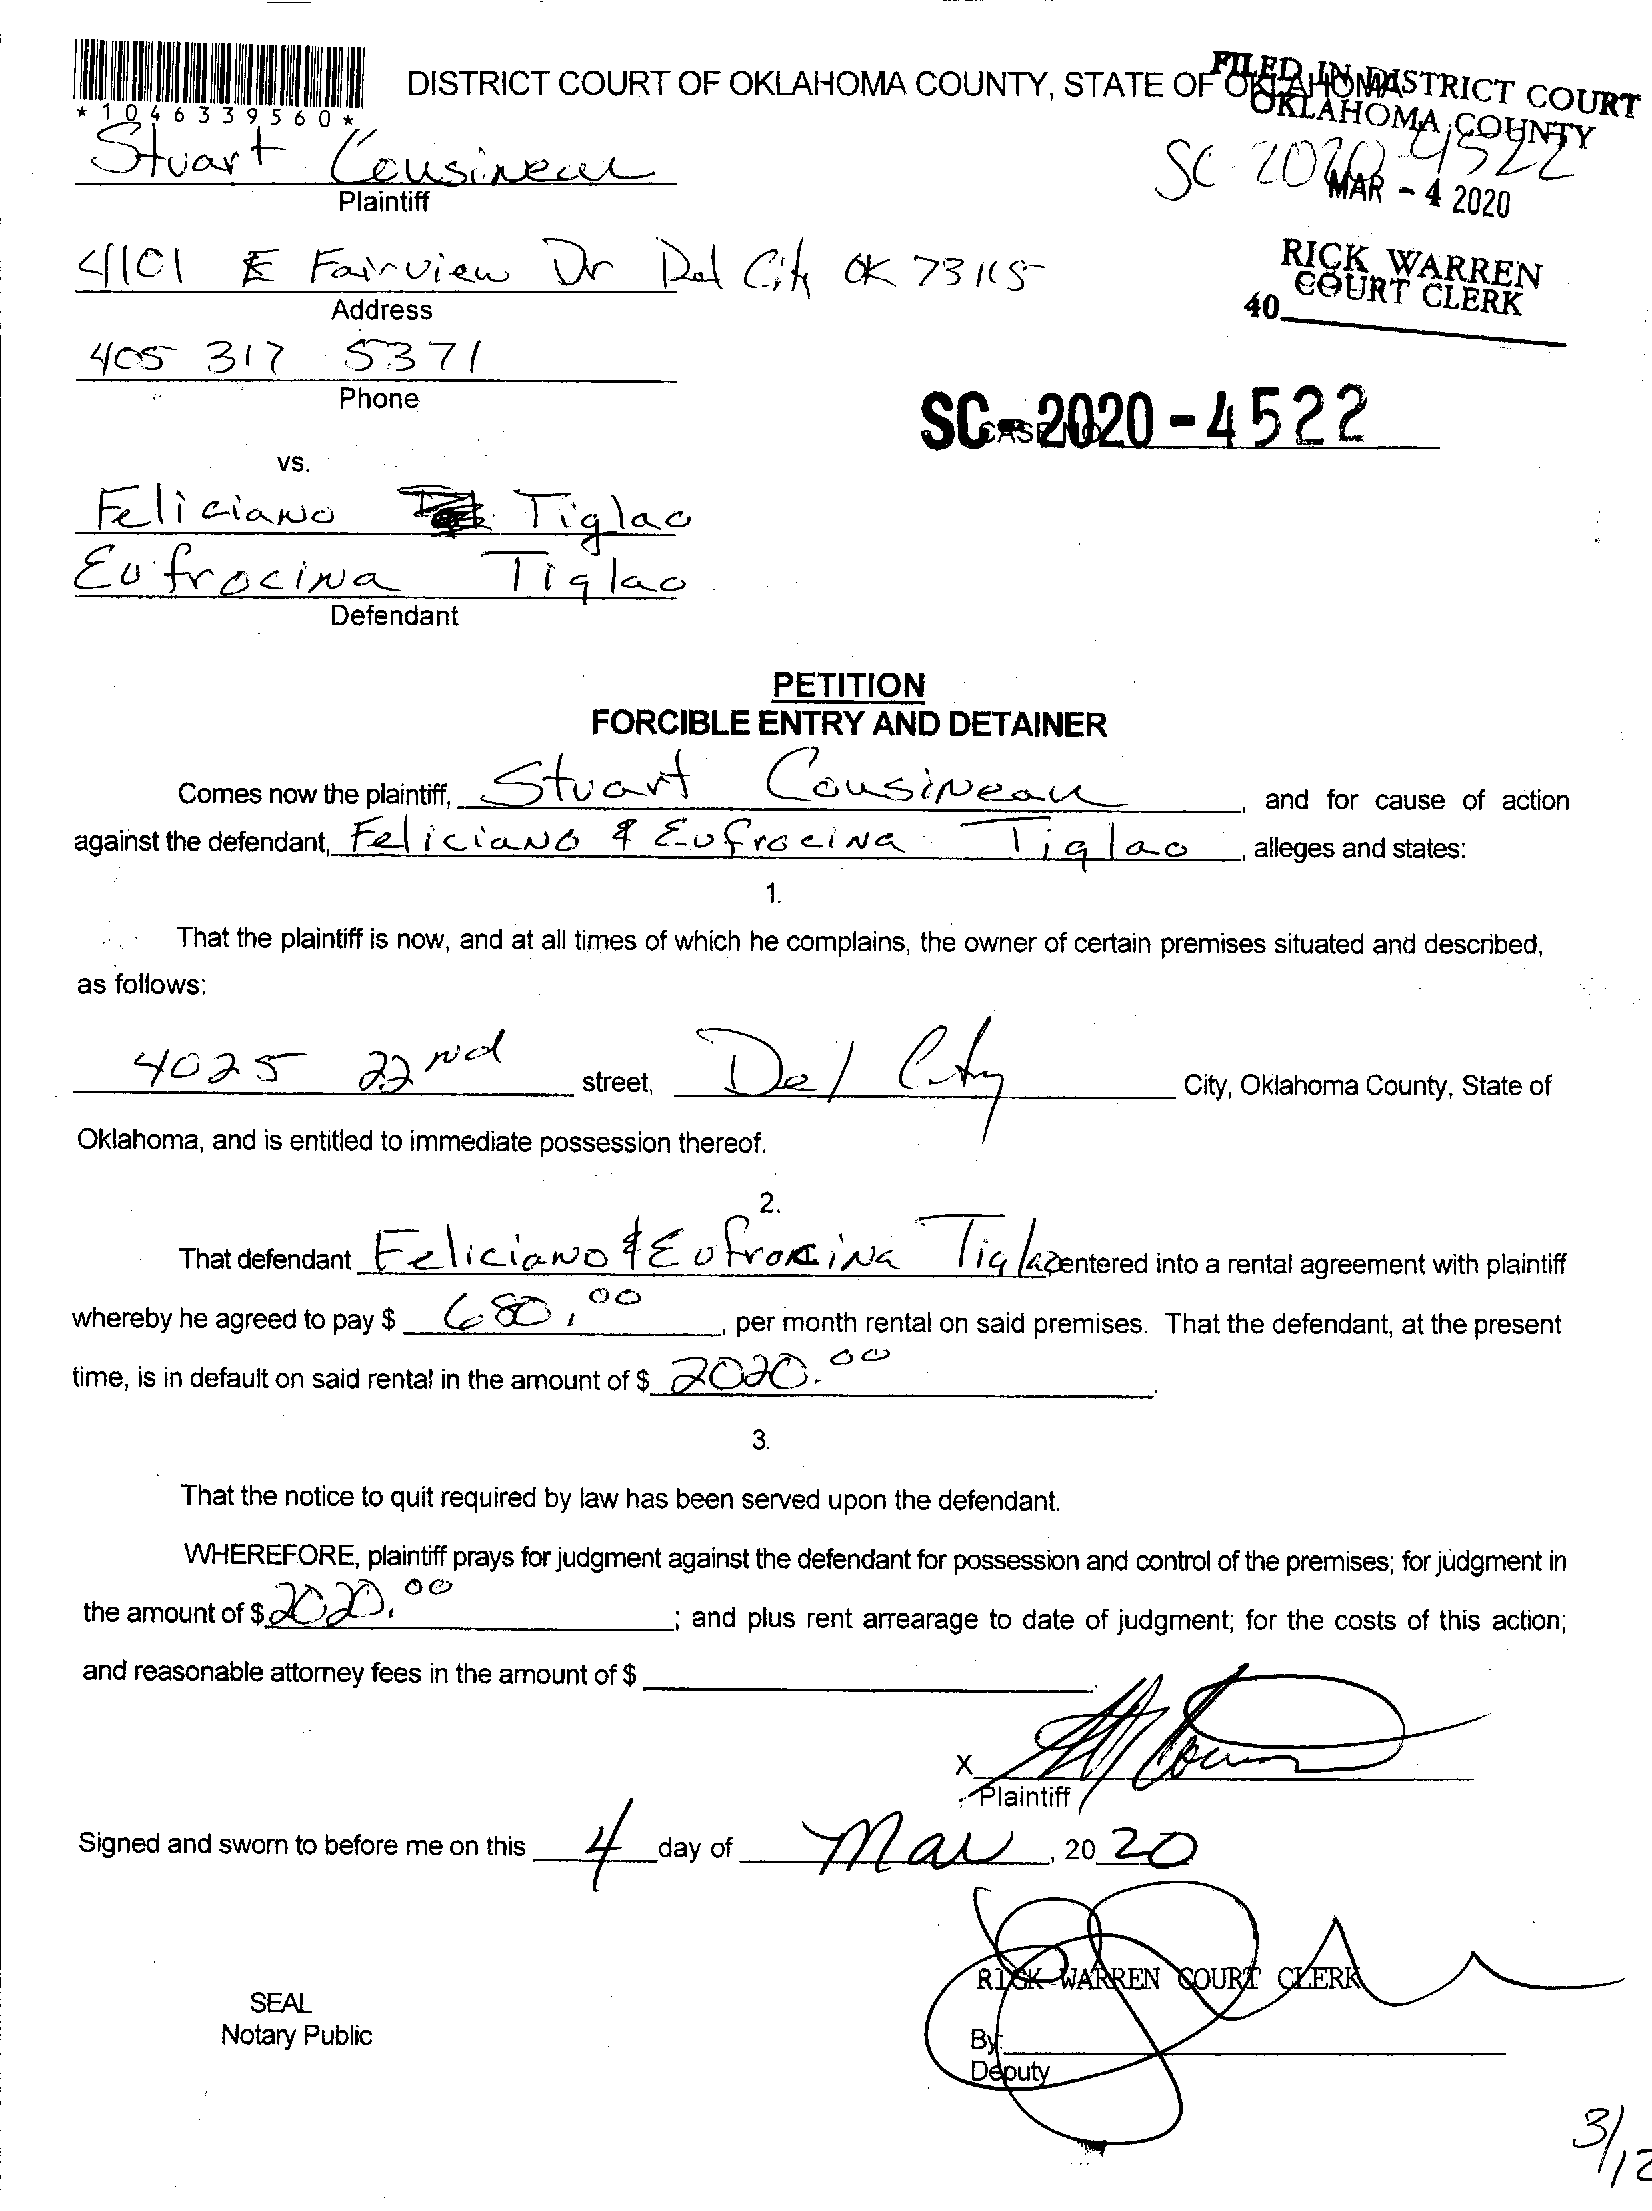 DISTRICT COURT OF OKLAHOMA COUNTY, STATE OF OKLAHOMA
FILED IN DISTRICT COURT
OKLAHOMA COUNTY
*1046339560*
Stuart Cousineau
SC-2020-4522
Plaintiff
MAR - 4 2020
4101 E Fairview Dr Del City OK 73115
RICK WARREN
COURT CLERK
Address
40
405 317 5371
Phone
SC-2020-4522
CASE NO.
vs.
Feliciano Tiglao
Eufrocina Tiglao
Defendant
PETITION
FORCIBLE ENTRY AND DETAINER
Comes now the plaintiff, Stuart Cousineau, and for cause of action
against the defendant, Feliciano & Eufrocina Tiglao, alleges and states:
1.
That the plaintiff is now, and at all times of which he complains, the owner of certain premises situated and described,
as follows:
4025 22nd street, Del City City, Oklahoma County, State of
Oklahoma, and is entitled to immediate possession thereof.
2.
That defendant Feliciano & Eufrocina Tiglao entered into a rental agreement with plaintiff
whereby he agreed to pay $ 680.00, per month rental on said premises. That the defendant, at the present
time, is in default on said rental in the amount of $ 2020.00.
3.
That the notice to quit required by law has been served upon the defendant.
WHEREFORE, plaintiff prays for judgment against the defendant for possession and control of the premises; for judgment in
the amount of $ 2020.00; and plus rent arrearage to date of judgment; for the costs of this action;
and reasonable attorney fees in the amount of $
X
Plaintiff
Signed and sworn to before me on this 4 day of Mar, 2020
RICK WARREN COURT CLERK
SEAL
Notary Public
By:
Deputy
3/12